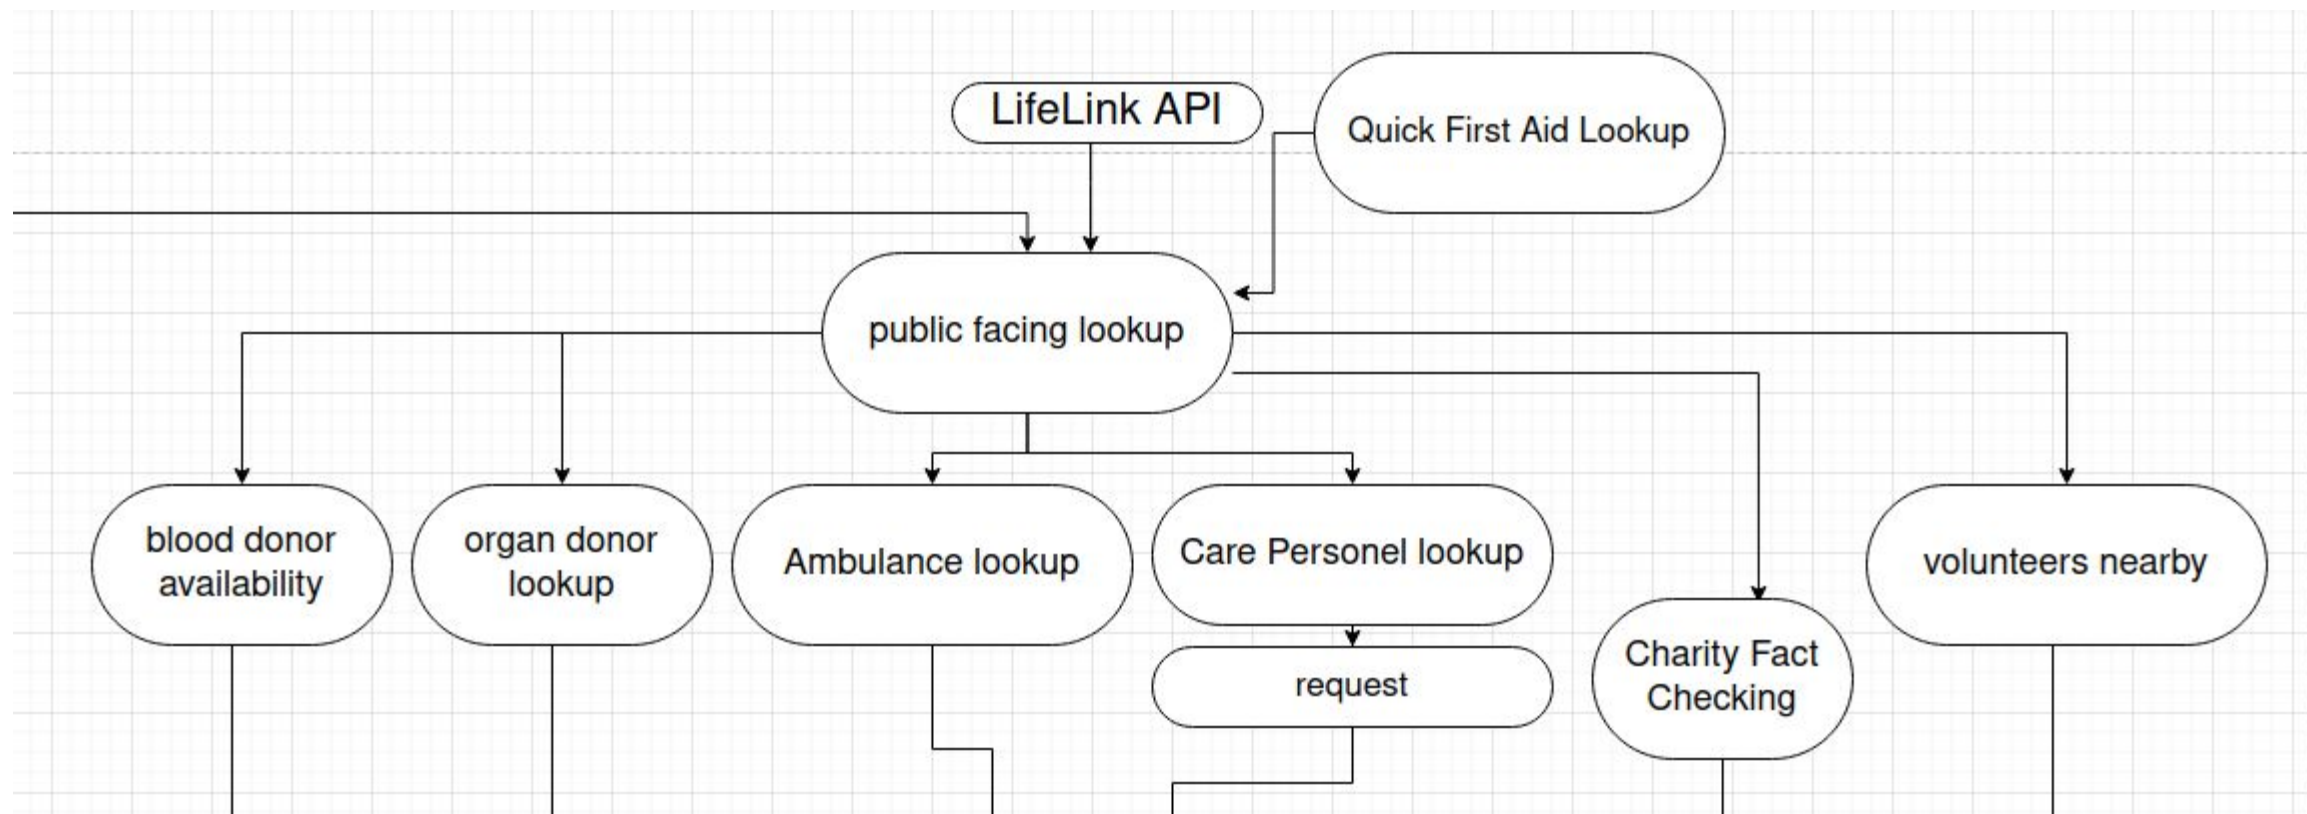 LifeLink API
Quick First Aid Lookup
public facing lookup
blood donor
availability
organ donor
lookup
Ambulance lookup
Care Personel lookup
request
Charity Fact
Checking
volunteers nearby